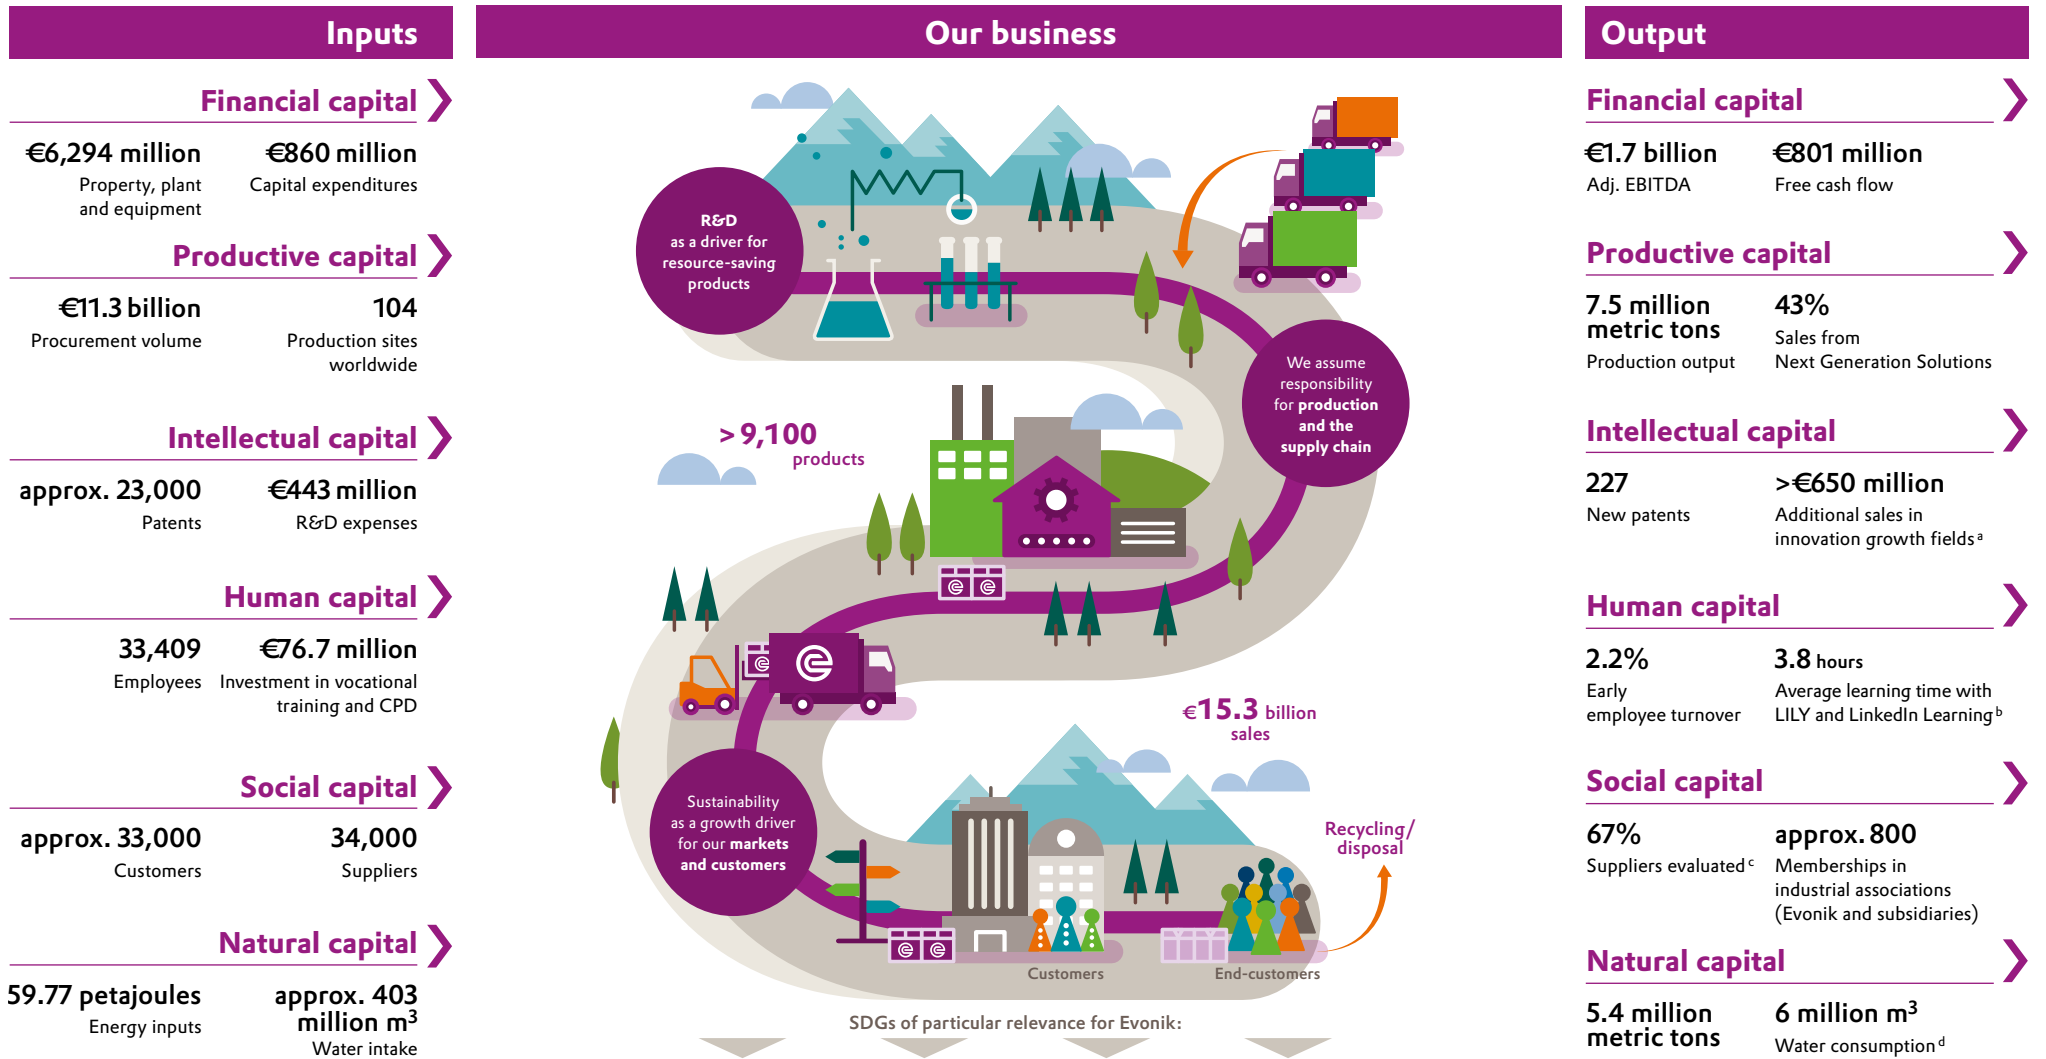 Inputs
Financial capital
€6,294 million
Property, plant
and equipment
€860 million
Capital expenditures
Productive capital
€11.3 billion
Procurement volume
104
Production sites
worldwide
Intellectual capital
approx. 23,000
Patents
€443 million
R&D expenses
Human capital
33,409
Employees
€76.7 million
Investment in vocational
training and CPD
Social capital
approx. 33,000
Customers
34,000
Suppliers
Natural capital
59.77 petajoules
Energy inputs
approx. 403
million m³
Water intake
Our business
R&D
as a driver for
resource-saving
products
We assume
responsibility
for production
and the
supply chain
> 9,100
products
€15.3 billion
sales
Sustainability
as a growth driver
for our markets
and customers
Recycling/
disposal
Customers
End-customers
SDGs of particular relevance for Evonik:
Output
Financial capital
€1.7 billion
Adj. EBITDA
€801 million
Free cash flow
Productive capital
7.5 million
metric tons
Production output
43%
Sales from
Next Generation Solutions
Intellectual capital
227
New patents
>€650 million
Additional sales in
innovation growth fields a
Human capital
2.2%
Early
employee turnover
3.8 hours
Average learning time with
LILY and LinkedIn Learning b
Social capital
67%
Suppliers evaluated c
approx. 800
Memberships in
industrial associations
(Evonik and subsidiaries)
Natural capital
5.4 million
metric tons
6 million m³
Water consumption d